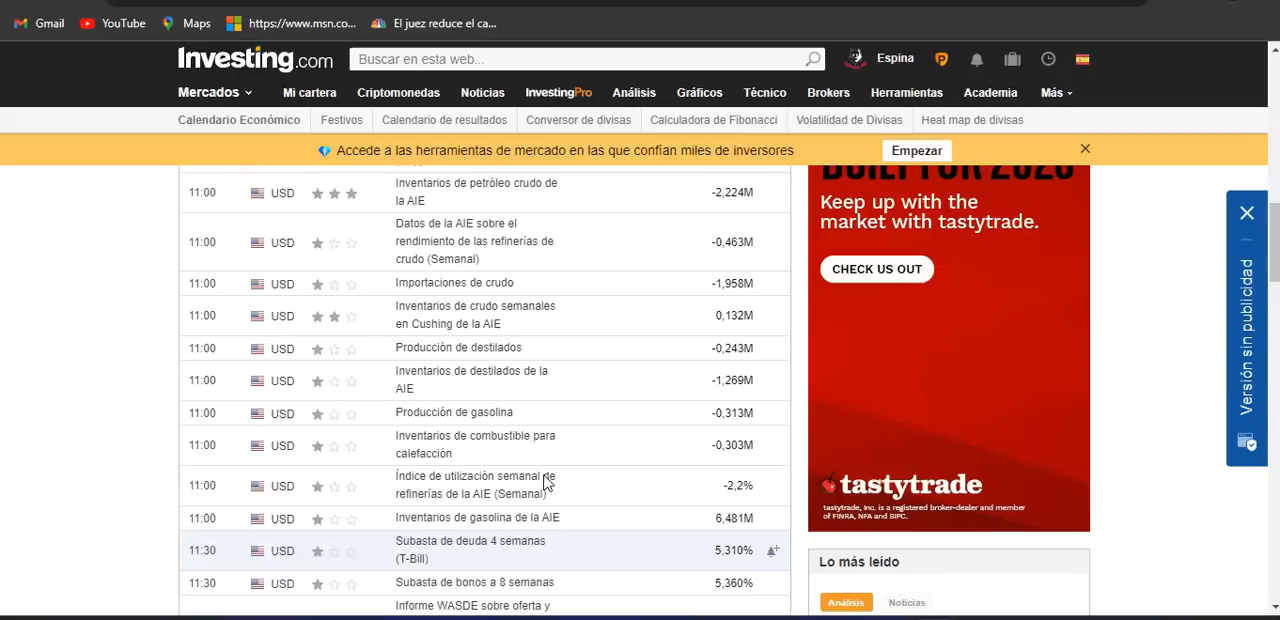 Gmail YouTube Maps https://www.msn.co... El juez reduce el ca...
Investing.com Buscar en esta web... Espina
Mercados Mi cartera Criptomonedas Noticias InvestingPro Análisis Gráficos Técnico Brokers Herramientas Academia Más
Calendario Económico Festivos Calendario de resultados Conversor de divisas Calculadora de Fibonacci Volatilidad de Divisas Heat map de divisas
Accede a las herramientas de mercado en las que confían miles de inversores Empezar
11:00 USD Inventarios de petróleo crudo de
la AIE -2,224M
11:00 USD Datos de la AIE sobre el
rendimiento de las refinerías de
crudo (Semanal) -0,463M
11:00 USD Importaciones de crudo -1,958M
11:00 USD Inventarios de crudo semanales
en Cushing de la AIE 0,132M
11:00 USD Producción de destilados -0,243M
11:00 USD Inventarios de destilados de la
AIE -1,269M
11:00 USD Producción de gasolina -0,313M
11:00 USD Inventarios de combustible para
calefacción -0,303M
11:00 USD Índice de utilización semanal de
refinerías de la AIE (Semanal) -2,2%
11:00 USD Inventarios de gasolina de la AIE 6,481M
11:30 USD Subasta de deuda 4 semanas
(T-Bill) 5,310%
11:30 USD Subasta de bonos a 8 semanas 5,360%
Informe WASDE sobre oferta y
Keep up with the
market with tastytrade.
CHECK US OUT
tastytrade
tastytrade, Inc. is a registered broker-dealer and member
of FINRA, NFA and SIPC.
Lo más leído
Análisis Noticias
Versión sin publicidad